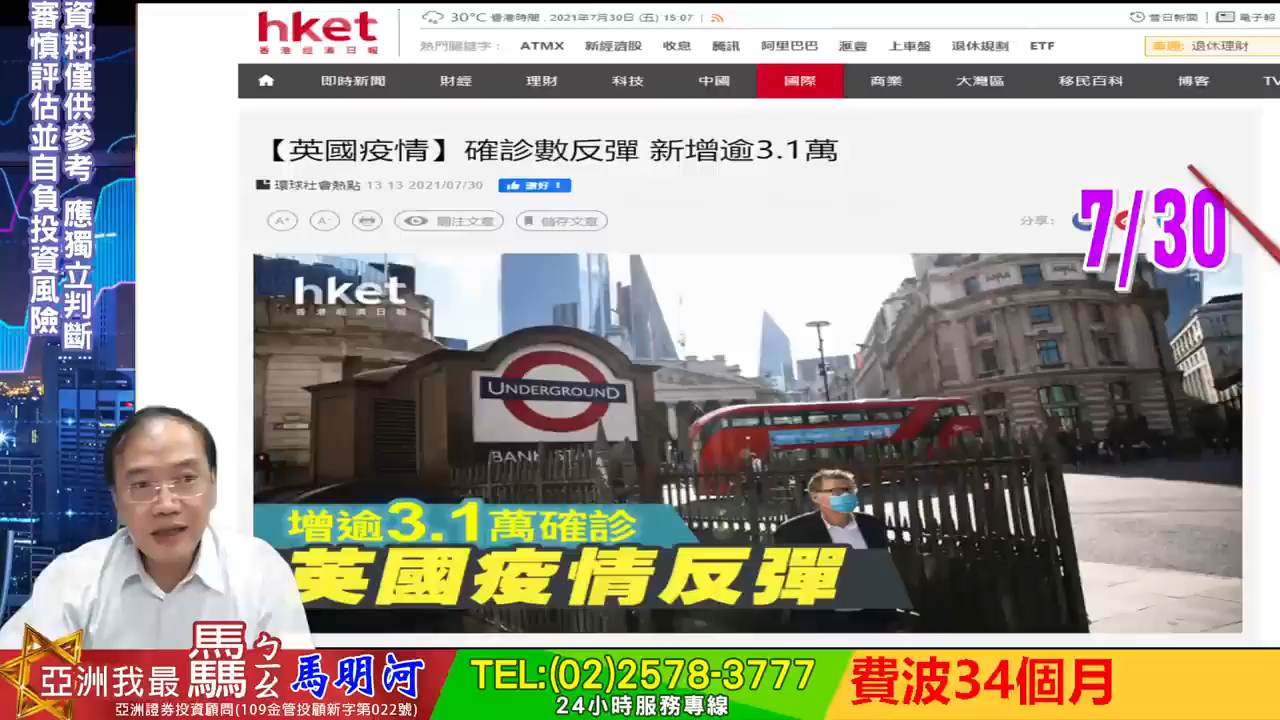 資料僅供參考 應獨立判斷
審慎評估並自負投資風險
hket
香港經濟日報
30°C 香港時間 . 2021年7月30日 (五) 15:07
昔日新聞
電子報
熱門關鍵字：
ATMX 新經濟股 收息 騰訊 阿里巴巴 滙豐 上車盤 退休規劃 ETF
專題: 退休理財
即時新聞 財經 理財 科技 中國 國際 商業 大灣區 移民百科 博客 TV
【英國疫情】確診數反彈 新增逾3.1萬
環球社會熱點 13 13 2021/07/30
讚好 1
A+ A- 關注文章 儲存文章
分享:
7/30
hket
香港經濟日報
UNDERGROUND
BANK STA
增逾3.1萬確診
英國疫情反彈
亞洲我最馬驫ㄅㄧㄠ 馬明河
亞洲證券投資顧問(109金管投顧新字第022號)
TEL:(02)2578-3777
24小時服務專線
費波34個月